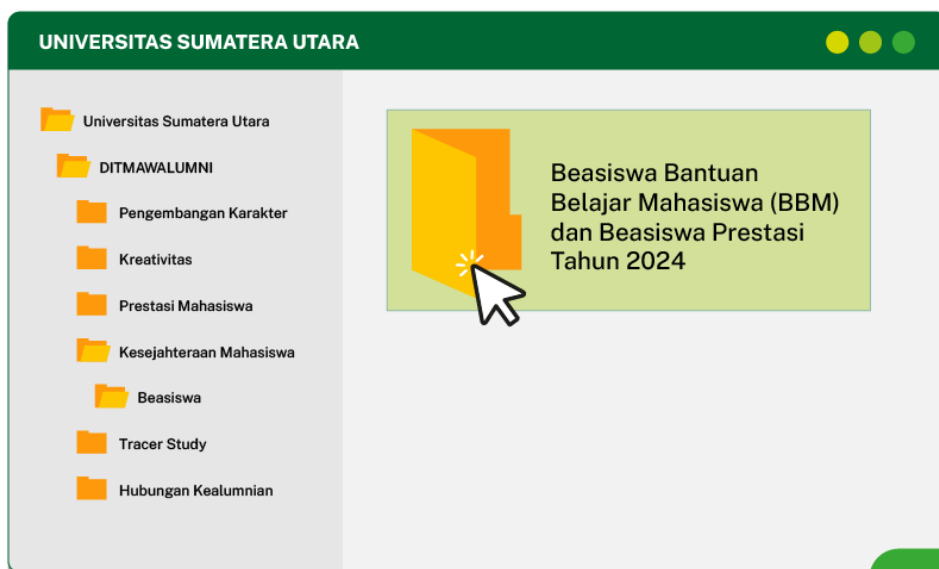 UNIVERSITAS SUMATERA UTARA
Universitas Sumatera Utara
DITMAWALUMNI
Pengembangan Karakter
Kreativitas
Prestasi Mahasiswa
Kesejahteraan Mahasiswa
Beasiswa
Tracer Study
Hubungan Kealumnian
Beasiswa Bantuan
Belajar Mahasiswa (BBM)
dan Beasiswa Prestasi
Tahun 2024